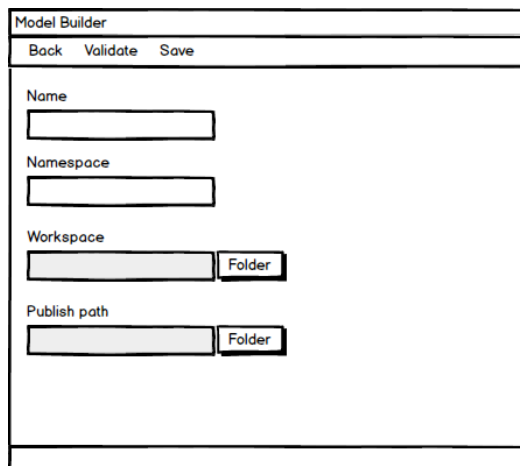 Model Builder
Back Validate Save
Name
Namespace
Workspace
Folder
Publish path
Folder